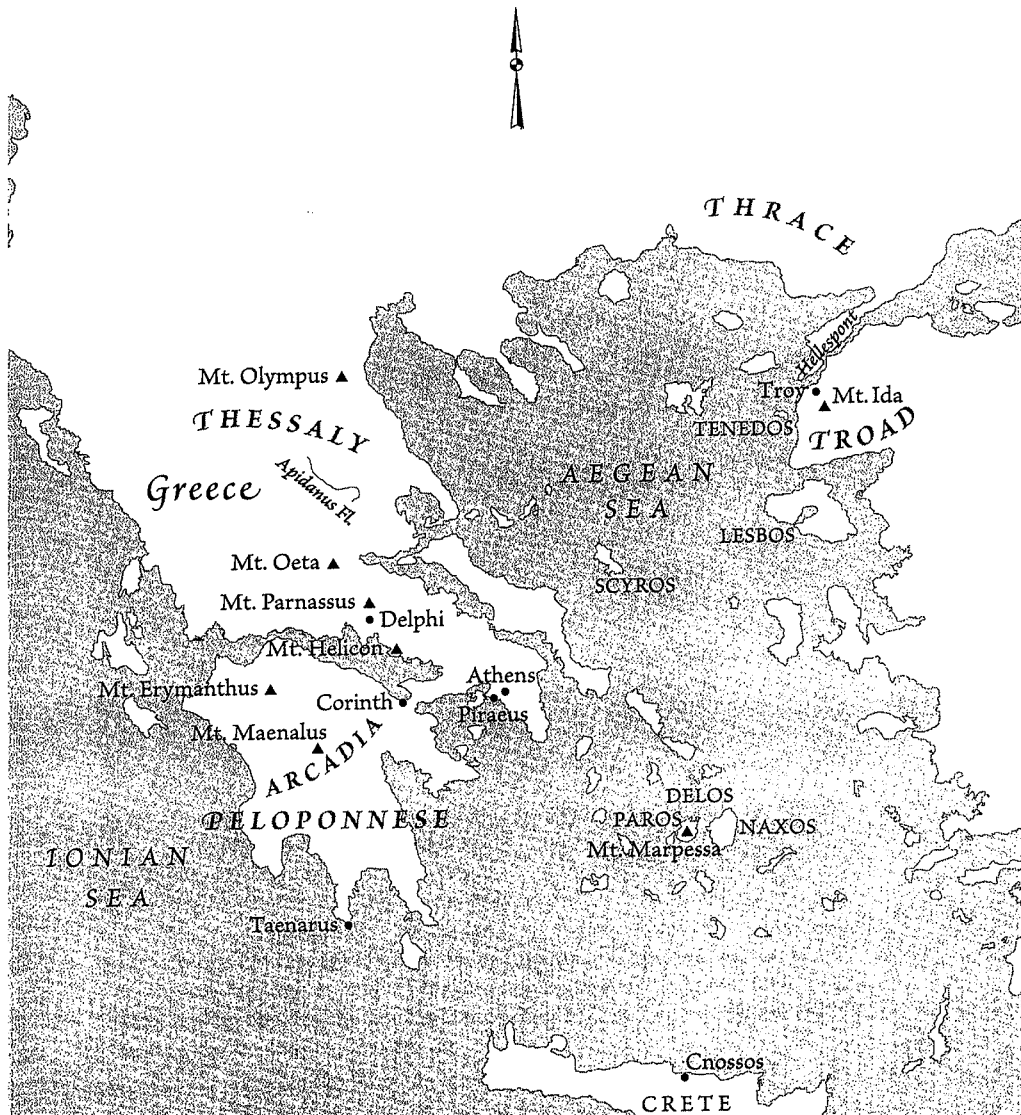 THRACE
Hellespont
Mt. Olympus
Troy
Mt. Ida
THESSALY
TENEDOS
TROAD
Greece
Apidanus Fl.
AEGEAN
SEA
LESBOS
Mt. Oeta
SCYROS
Mt. Parnassus
Delphi
Mt. Helicon
Athens
Mt. Erymanthus
Corinth
Piraeus
Mt. Maenalus
ARCADIA
DELOS
PELOPONNESE
PAROS
NAXOS
Mt. Marpessa
IONIAN
SEA
Taenarus
Cnossos
CRETE